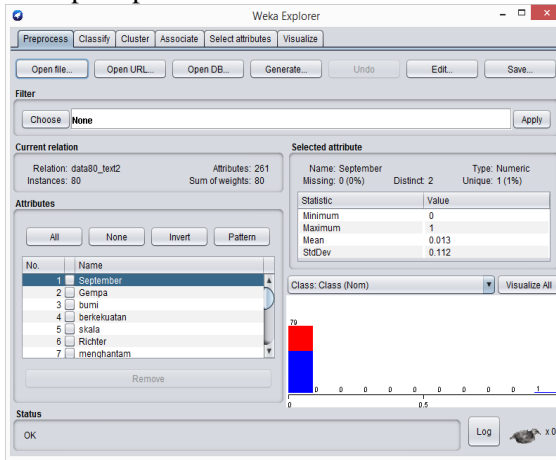 Weka Explorer
Preprocess Classify Cluster Associate Select attributes Visualize
Open file... Open URL... Open DB... Generate... Undo Edit... Save...
Filter
Choose None Apply
Current relation
Relation: data80_text2 Attributes: 261
Instances: 80 Sum of weights: 80
Selected attribute
Name: September Type: Numeric
Missing: 0 (0%) Distinct: 2 Unique: 1 (1%)
Statistic Value
Minimum 0
Maximum 1
Mean 0.013
StdDev 0.112
Attributes
All None Invert Pattern
No. Name
1 September
2 Gempa
3 bumi
4 berkekuatan
5 skala
6 Richter
7 menghantam
Remove
Class: Class (Nom) Visualize All
79 0 0 0 0 0 0 0 0 1
0 0.5
Status
OK Log x 0